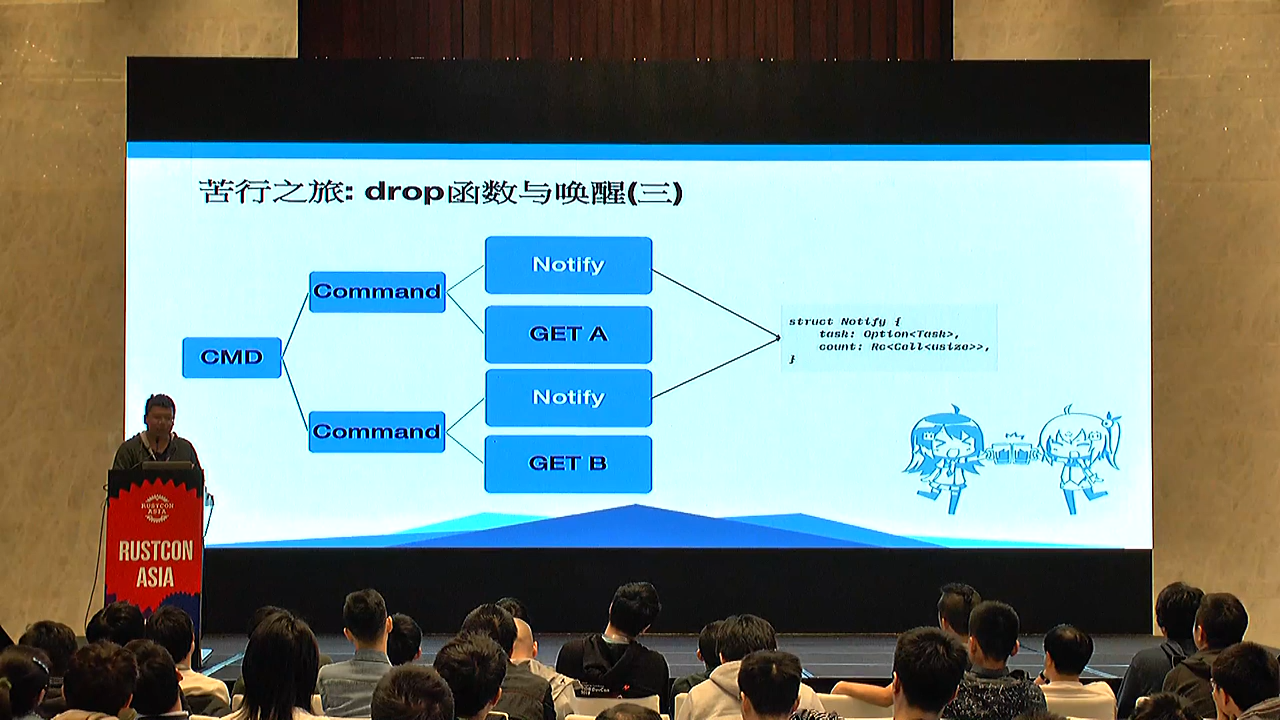 苦行之旅: drop函数与唤醒(三)
CMD
Command
Command
Notify
GET A
Notify
GET B
struct Notify {
task: Option<Task>,
count: Rc<Cell<usize>>,
}
RUSTCON
ASIA
RUSTCON
ASIA